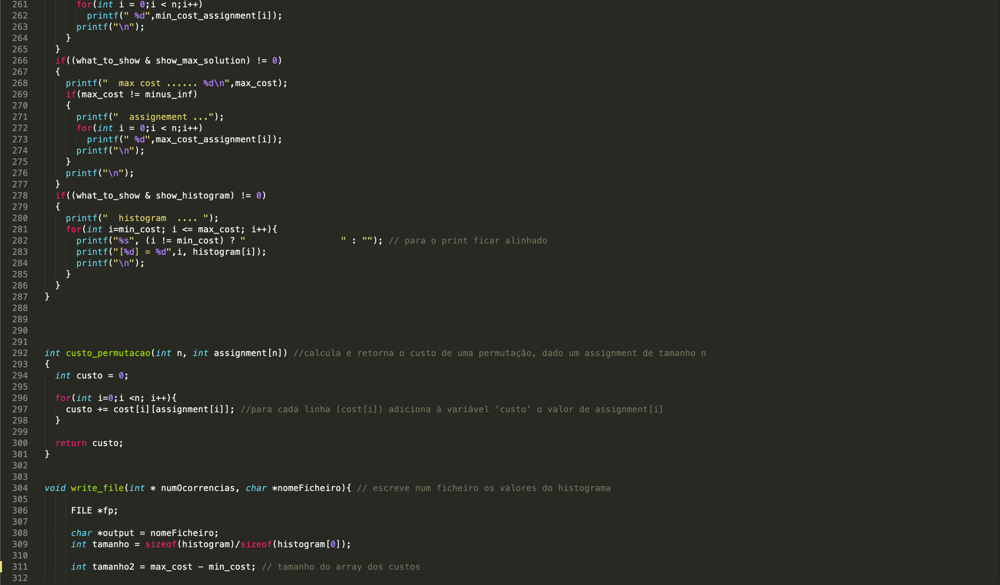 261         for(int i = 0;i < n;i++)
262           printf(" %d",min_cost_assignment[i]);
263         printf("\n");
264       }
265     }
266     if((what_to_show & show_max_solution) != 0)
267     {
268       printf("  max cost ...... %d\n",max_cost);
269       if(max_cost != minus_inf)
270       {
271         printf("  assignement ...");
272         for(int i = 0;i < n;i++)
273           printf(" %d",max_cost_assignment[i]);
274         printf("\n");
275       }
276       printf("\n");
277     }
278     if((what_to_show & show_histogram) != 0)
279     {
280       printf("  histogram  .... ");
281       for(int i=min_cost; i <= max_cost; i++){
282         printf("%s", (i != min_cost) ? "                  " : ""); // para o print ficar alinhado
283         printf("[%d] = %d",i, histogram[i]);
284         printf("\n");
285       }
286     }
287   }
288
289
290
291
292   int custo_permutacao(int n, int assignment[n]) //calcula e retorna o custo de uma permutação, dado um assignment de tamanho n
293   {
294     int custo = 0;
295
296     for(int i=0;i <n; i++){
297       custo += cost[i][assignment[i]]; //para cada linha (cost[i]) adiciona à variável 'custo' o valor de assignment[i]
298     }
299
300     return custo;
301   }
302
303
304   void write_file(int * numOcorrencias, char *nomeFicheiro){ // escreve num ficheiro os valores do histograma
305
306        FILE *fp;
307
308        char *output = nomeFicheiro;
309        int tamanho = sizeof(histogram)/sizeof(histogram[0]);
310
311        int tamanho2 = max_cost - min_cost; // tamanho do array dos custos
312